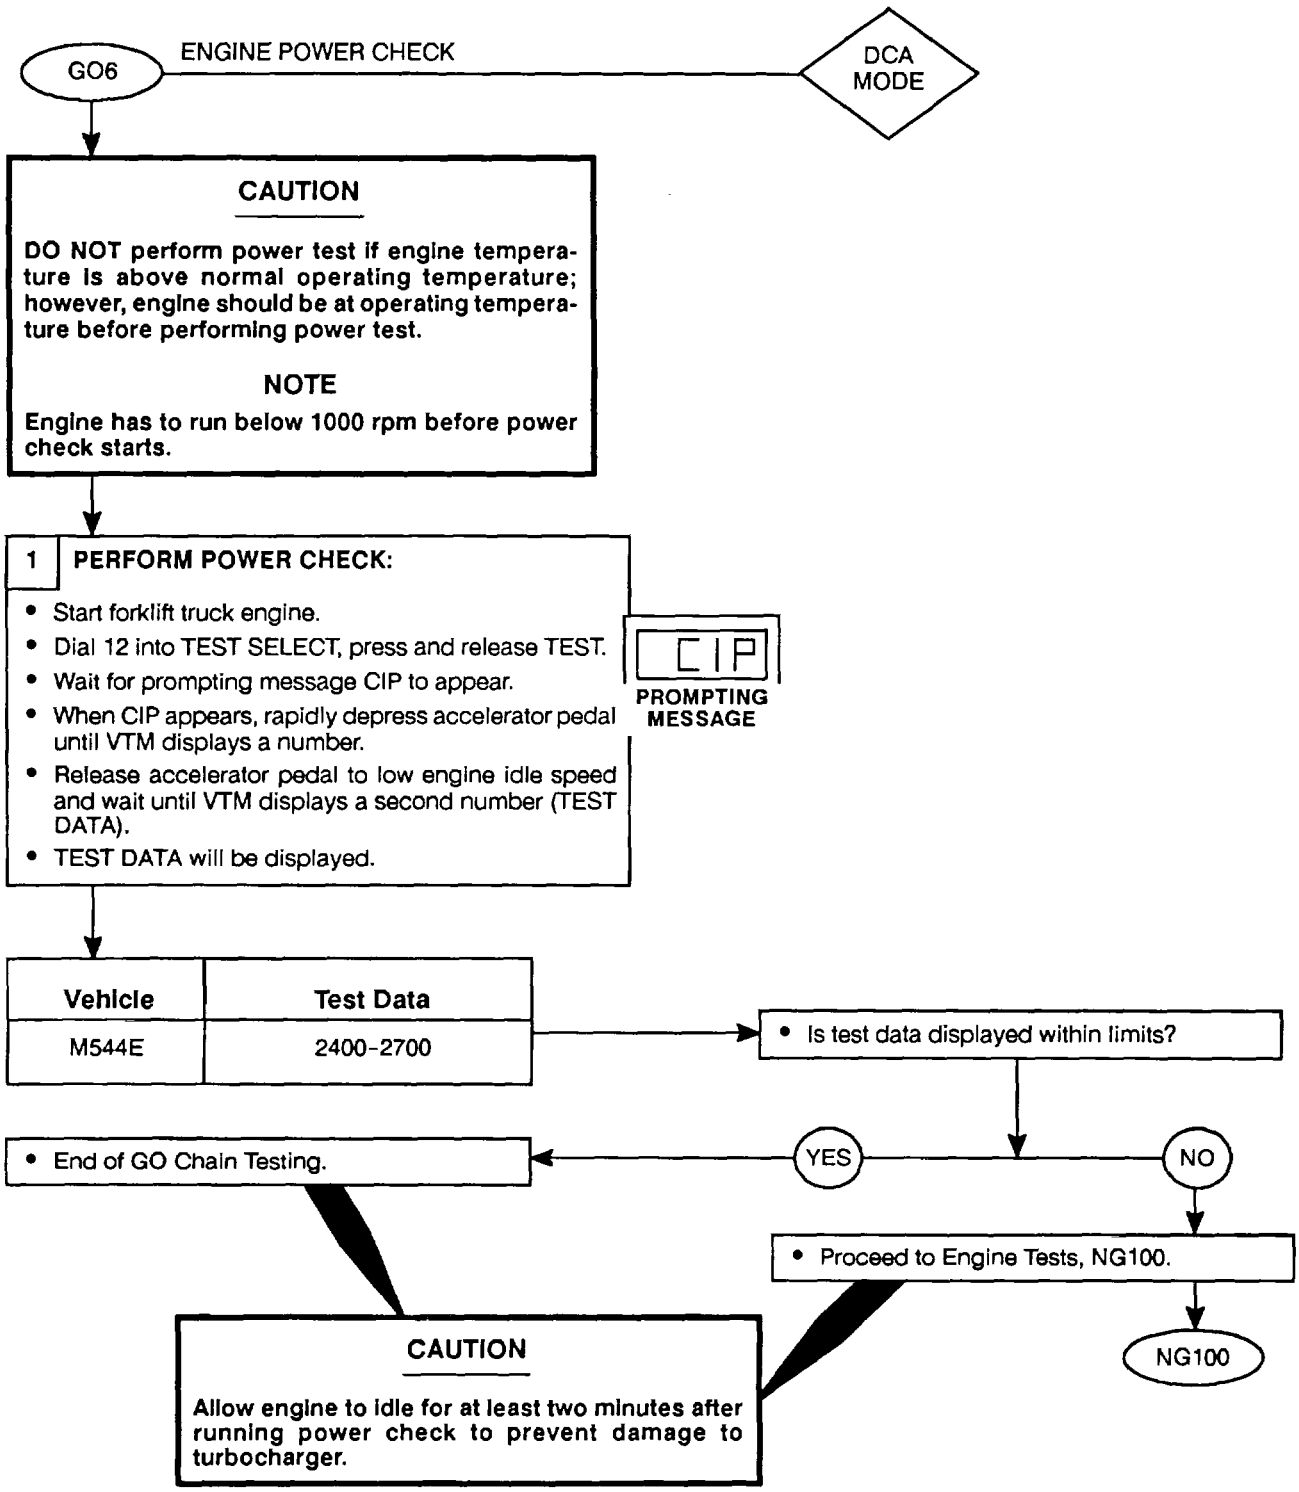 GO6
ENGINE POWER CHECK
DCA
MODE
CAUTION
DO NOT perform power test if engine tempera-
ture is above normal operating temperature;
however, engine should be at operating tempera-
ture before performing power test.
NOTE
Engine has to run below 1000 rpm before power
check starts.
1 PERFORM POWER CHECK:
• Start forklift truck engine.
• Dial 12 into TEST SELECT, press and release TEST.
• Wait for prompting message CIP to appear.
• When CIP appears, rapidly depress accelerator pedal
until VTM displays a number.
• Release accelerator pedal to low engine idle speed
and wait until VTM displays a second number (TEST
DATA).
• TEST DATA will be displayed.
CIP
PROMPTING
MESSAGE
Vehicle Test Data
M544E 2400-2700
• Is test data displayed within limits?
YES
NO
• End of GO Chain Testing.
• Proceed to Engine Tests, NG100.
NG100
CAUTION
Allow engine to idle for at least two minutes after
running power check to prevent damage to
turbocharger.